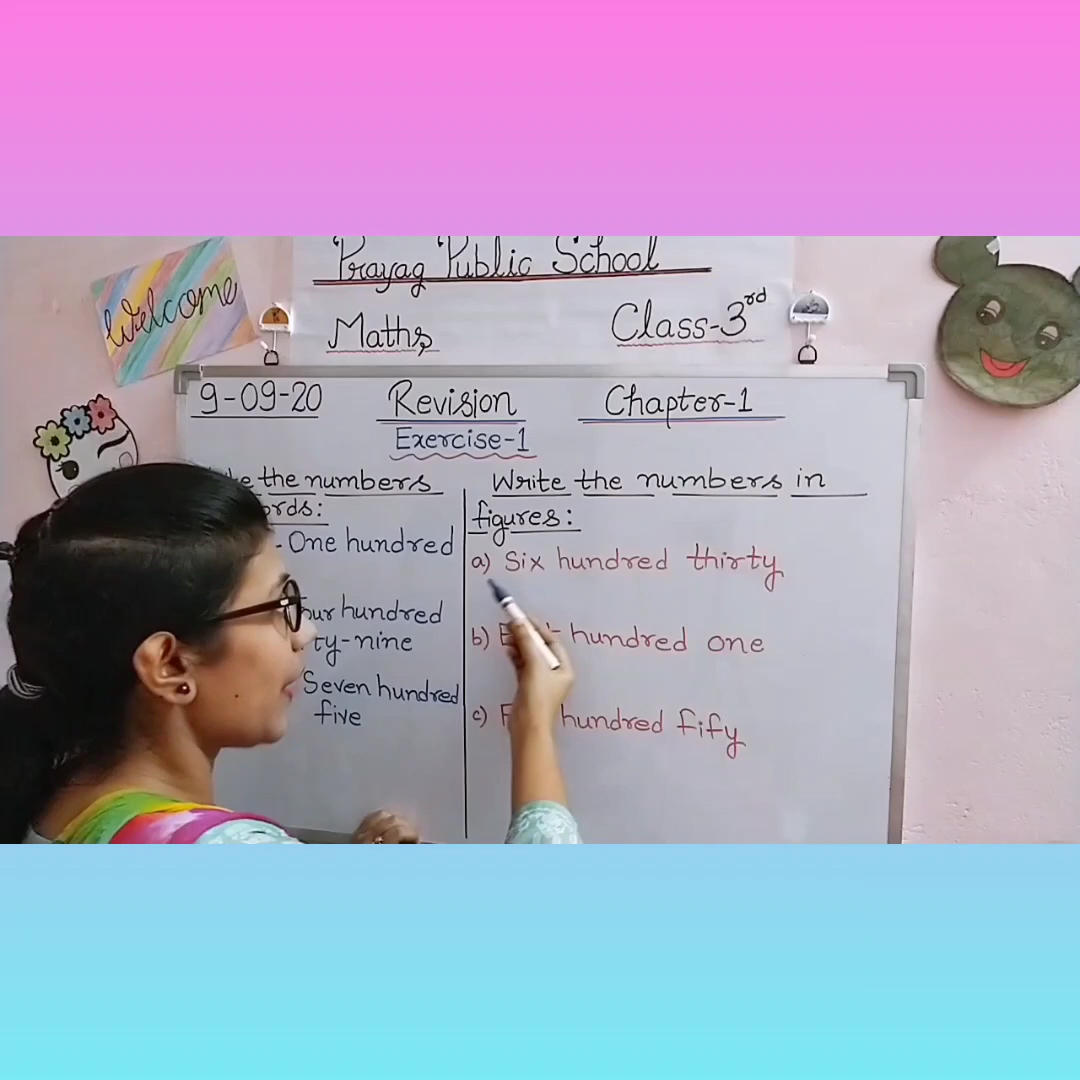 Welcome
Prayag Public School
Maths
Class-3rd
9-09-20
Revision
Chapter-1
Exercise-1
the numbers
- One hundred
hundred
-nine
Seven hundred
five
Write the numbers in
figures:
a) Six hundred thirty
b) hundred one
c) hundred fify